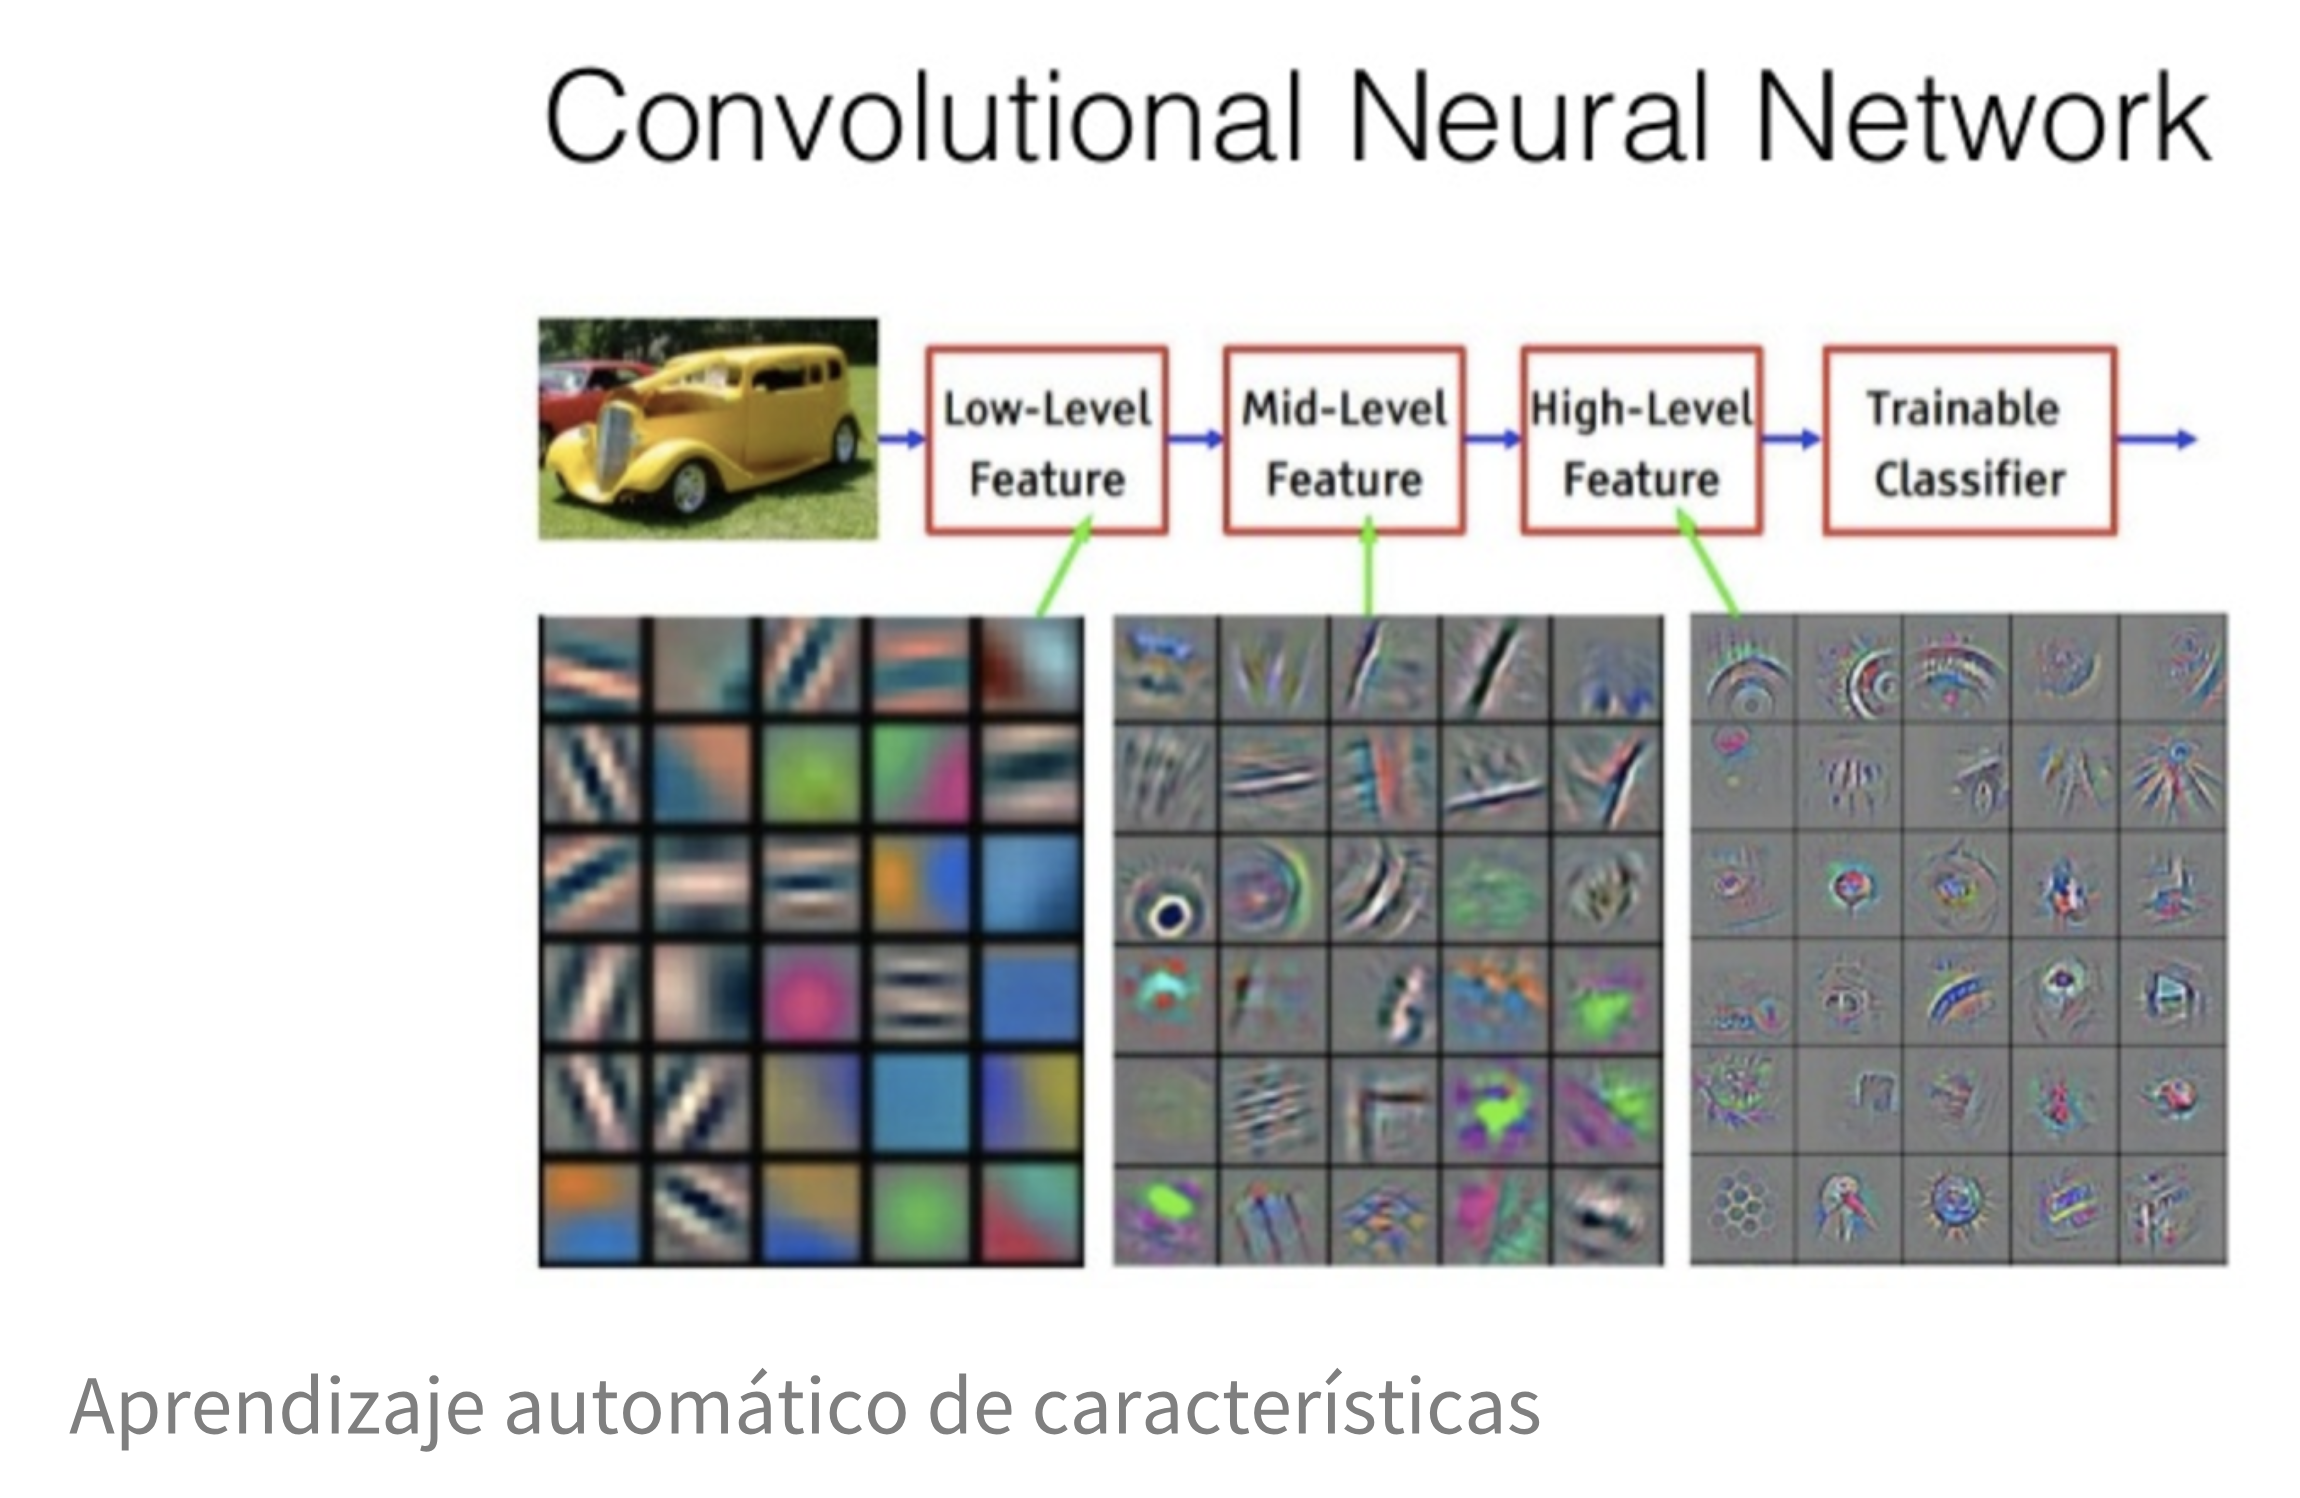 Convolutional Neural Network
Low-Level
Feature
Mid-Level
Feature
High-Level
Feature
Trainable
Classifier
Aprendizaje automático de características